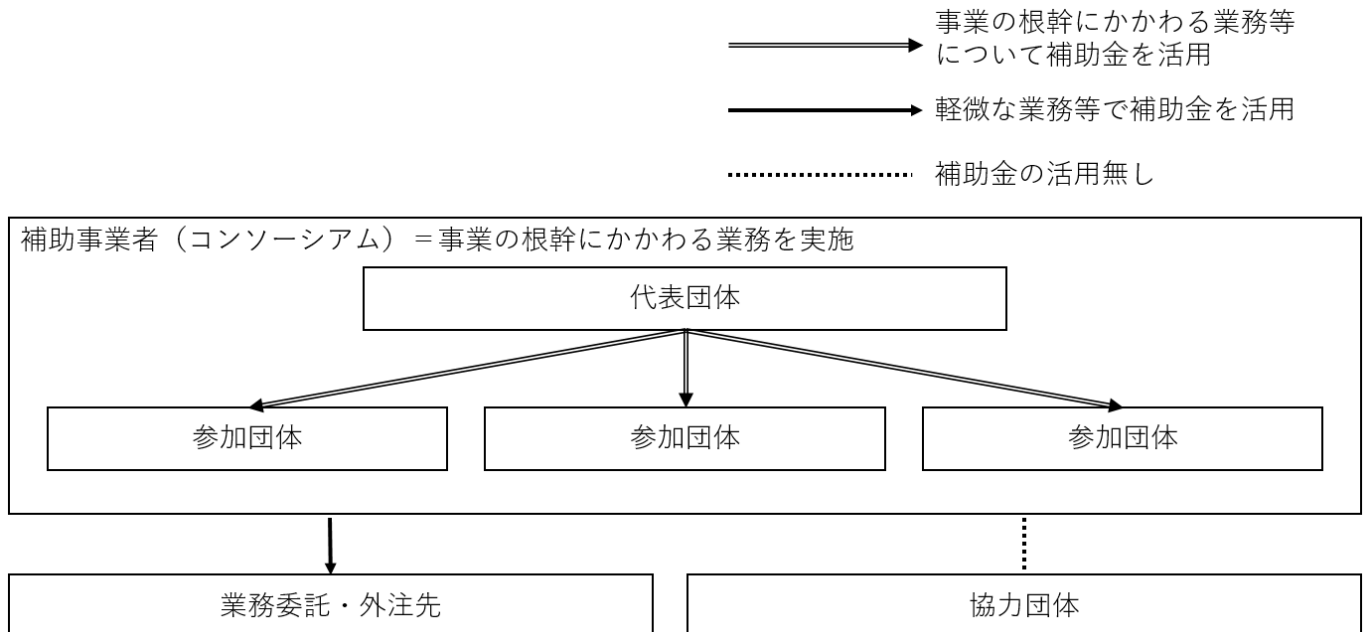 事業の根幹にかかわる業務等
について補助金を活用
軽微な業務等で補助金を活用
補助金の活用無し
補助事業者（コンソーシアム）＝事業の根幹にかかわる業務を実施
代表団体
参加団体
参加団体
参加団体
業務委託・外注先
協力団体